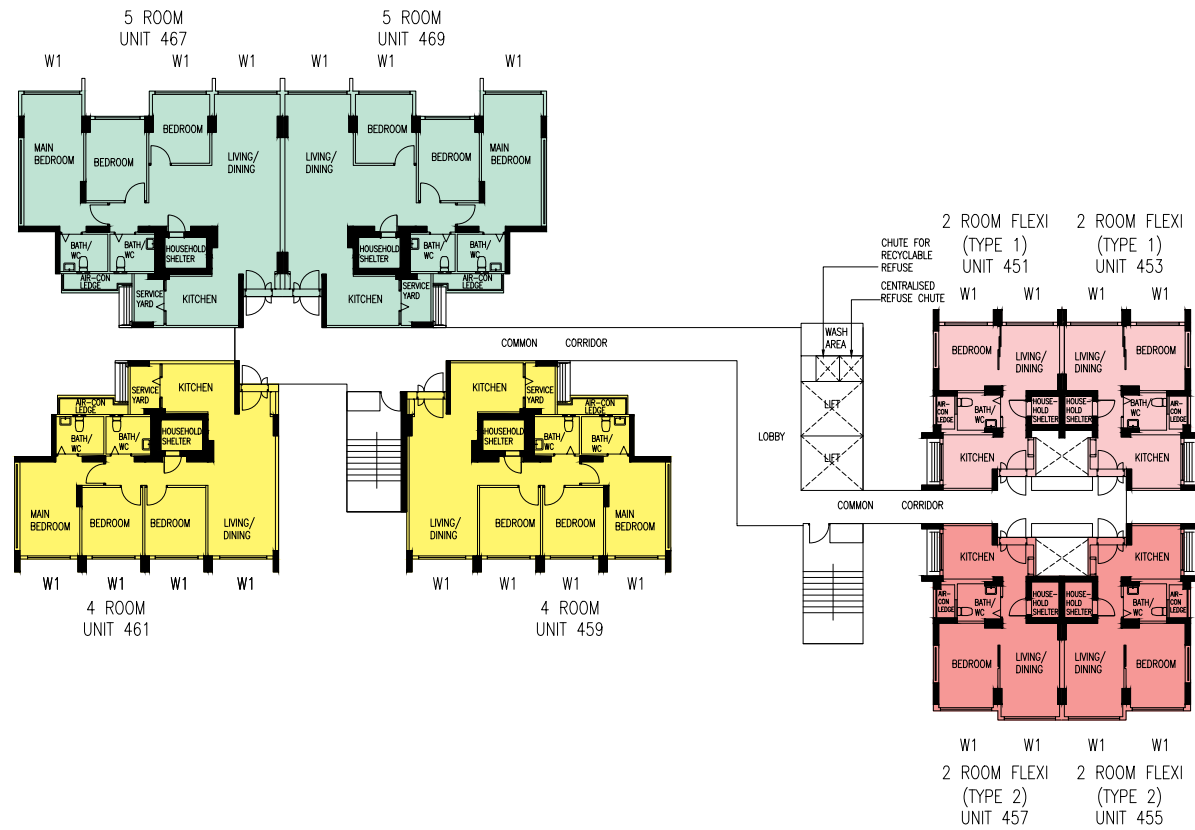 5 ROOM
UNIT 467
5 ROOM
UNIT 469
W1
W1
W1
W1
W1
W1
MAIN
BEDROOM
BEDROOM
BEDROOM
LIVING/
DINING
LIVING/
DINING
BEDROOM
BEDROOM
MAIN
BEDROOM
BATH/
WC
BATH/
WC
HOUSEHOLD
SHELTER
HOUSEHOLD
SHELTER
BATH/
WC
BATH/
WC
AIR-CON
LEDGE
SERVICE
YARD
KITCHEN
KITCHEN
SERVICE
YARD
AIR-CON
LEDGE
2 ROOM FLEXI
(TYPE 1)
UNIT 451
2 ROOM FLEXI
(TYPE 1)
UNIT 453
CHUTE FOR
RECYCLABLE
REFUSE
CENTRALISED
REFUSE CHUTE
W1
W1
W1
W1
WASH
AREA
COMMON CORRIDOR
LIFT
LIFT
LOBBY
BEDROOM
LIVING/
DINING
LIVING/
DINING
BEDROOM
AIR-
CON
LEDGE
BATH/
WC
HOUSE-
HOLD
SHELTER
HOUSE-
HOLD
SHELTER
BATH/
WC
AIR-
CON
LEDGE
KITCHEN
KITCHEN
COMMON CORRIDOR
AIR-CON
LEDGE
SERVICE
YARD
KITCHEN
BATH/
WC
BATH/
WC
HOUSEHOLD
SHELTER
MAIN
BEDROOM
BEDROOM
BEDROOM
LIVING/
DINING
W1
W1
W1
W1
4 ROOM
UNIT 461
KITCHEN
SERVICE
YARD
AIR-CON
LEDGE
HOUSEHOLD
SHELTER
BATH/
WC
BATH/
WC
LIVING/
DINING
BEDROOM
BEDROOM
MAIN
BEDROOM
W1
W1
W1
W1
4 ROOM
UNIT 459
KITCHEN
KITCHEN
AIR-
CON
LEDGE
BATH/
WC
HOUSE-
HOLD
SHELTER
HOUSE-
HOLD
SHELTER
BATH/
WC
AIR-
CON
LEDGE
BEDROOM
LIVING/
DINING
LIVING/
DINING
BEDROOM
W1
W1
W1
W1
2 ROOM FLEXI
(TYPE 2)
UNIT 457
2 ROOM FLEXI
(TYPE 2)
UNIT 455